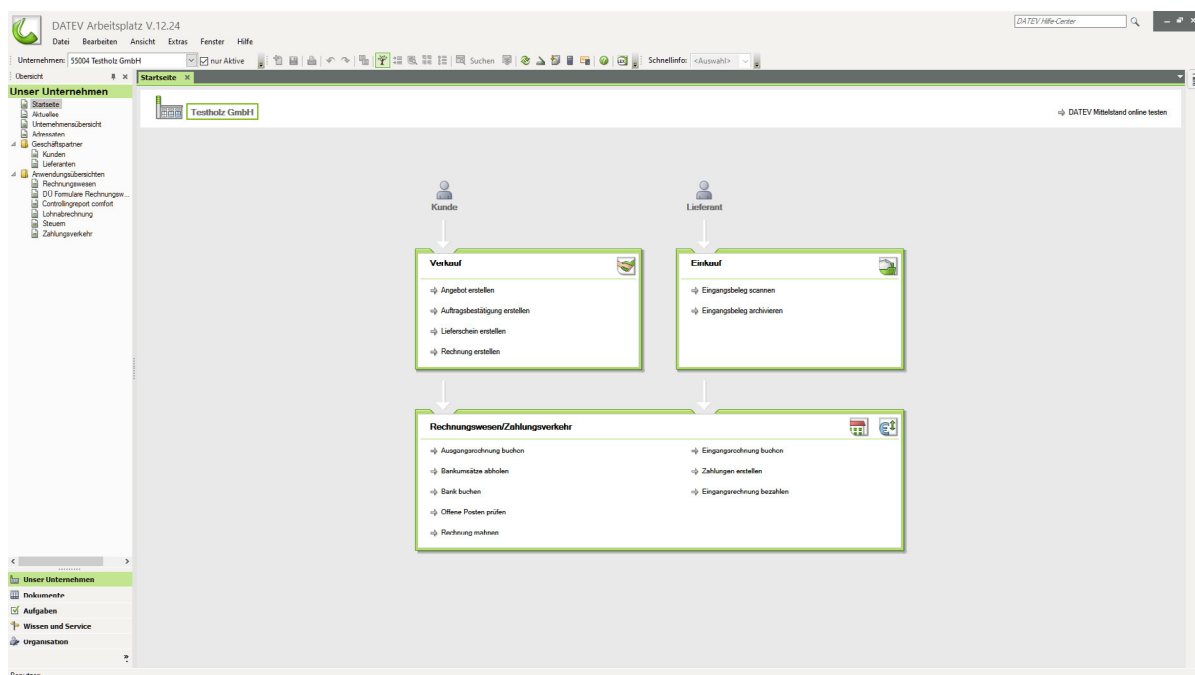 DATEV Arbeitsplatz V.12.24
DATEV Hilfe-Center
Datei Bearbeiten Ansicht Extras Fenster Hilfe
Unternehmen: 55004 Testholz GmbH nur Aktive Suchen Schnellinfo: <Auswahl>
Übersicht
Startseite
Unser Unternehmen
Startseite
Aktuelles
Unternehmensübersicht
Adressaten
Geschäftspartner
Kunden
Lieferanten
Anwendungsübersichten
Rechnungswesen
DÜ Formulare Rechnungsw...
Controllingreport comfort
Lohnabrechnung
Steuern
Zahlungsverkehr
Unser Unternehmen
Dokumente
Aufgaben
Wissen und Service
Organisation
Testholz GmbH
DATEV Mittelstand online testen
Kunde
Lieferant
Verkauf
Angebot erstellen
Auftragsbestätigung erstellen
Lieferschein erstellen
Rechnung erstellen
Einkauf
Eingangsbeleg scannen
Eingangsbeleg archivieren
Rechnungswesen/Zahlungsverkehr
Ausgangsrechnung buchen
Bankumsätze abholen
Bank buchen
Offene Posten prüfen
Rechnung mahnen
Eingangsrechnung buchen
Zahlungen erstellen
Eingangsrechnung bezahlen